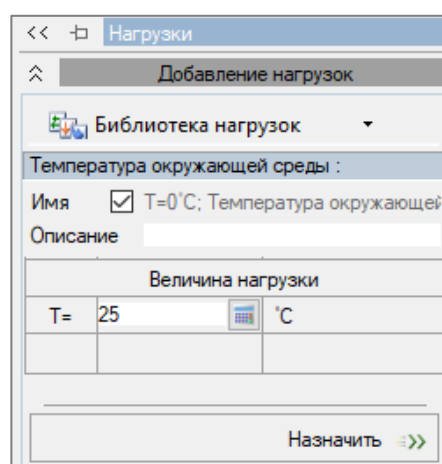 << Нагрузки
Добавление нагрузок
Библиотека нагрузок
Температура окружающей среды :
Имя T=0°C; Температура окружающей
Описание
Величина нагрузки
T= 25 °C
Назначить